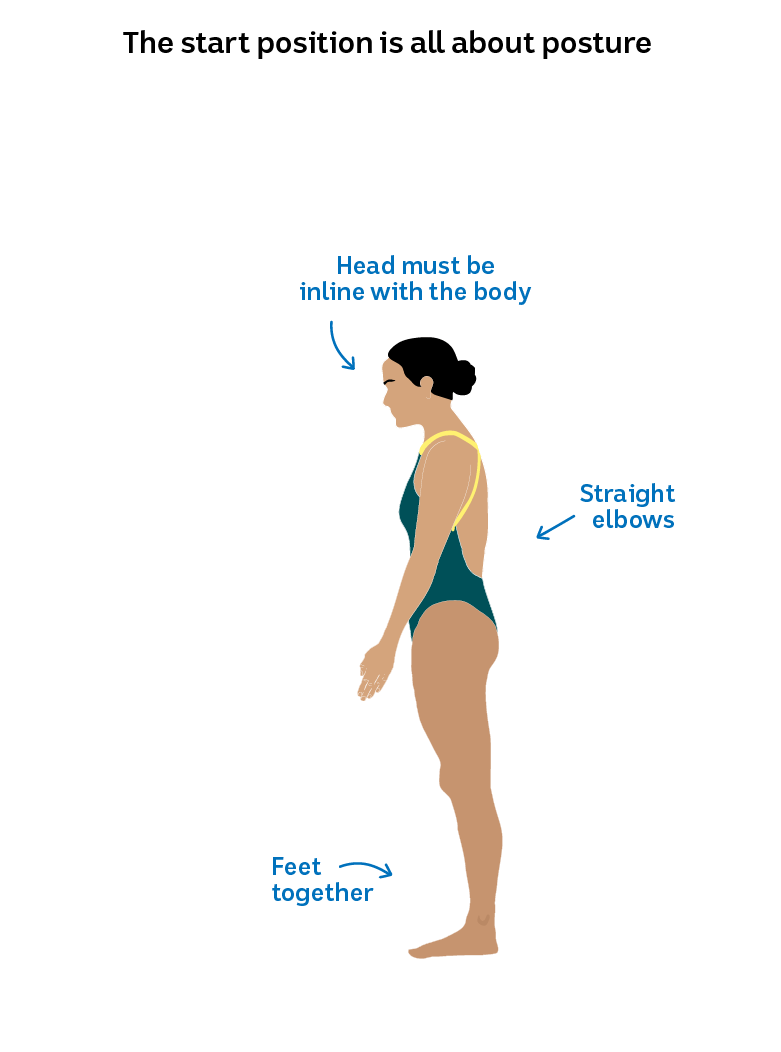 The start position is all about posture
Head must be
inline with the body
Straight
elbows
Feet
together